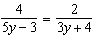 4/(5y − 3) = 2/(3y + 4)